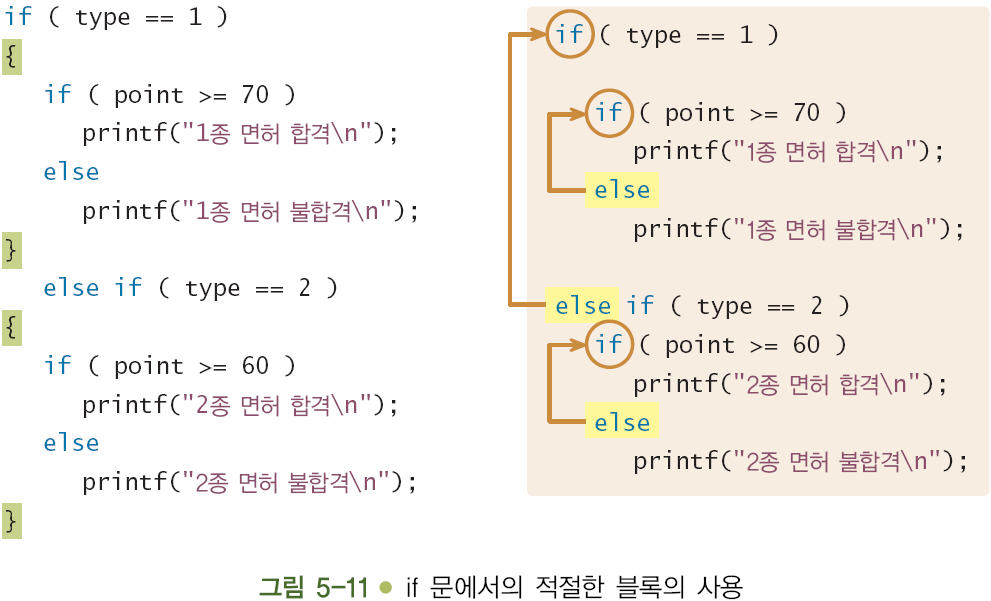 if ( type == 1 )
{
if ( point >= 70 )
printf("1종 면허 합격\n");
else
printf("1종 면허 불합격\n");
}
else if ( type == 2 )
{
if ( point >= 60 )
printf("2종 면허 합격\n");
else
printf("2종 면허 불합격\n");
}
if ( type == 1 )
if ( point >= 70 )
printf("1종 면허 합격\n");
else
printf("1종 면허 불합격\n");
else if ( type == 2 )
if ( point >= 60 )
printf("2종 면허 합격\n");
else
printf("2종 면허 불합격\n");
그림 5-11 ● if 문에서의 적절한 블록의 사용